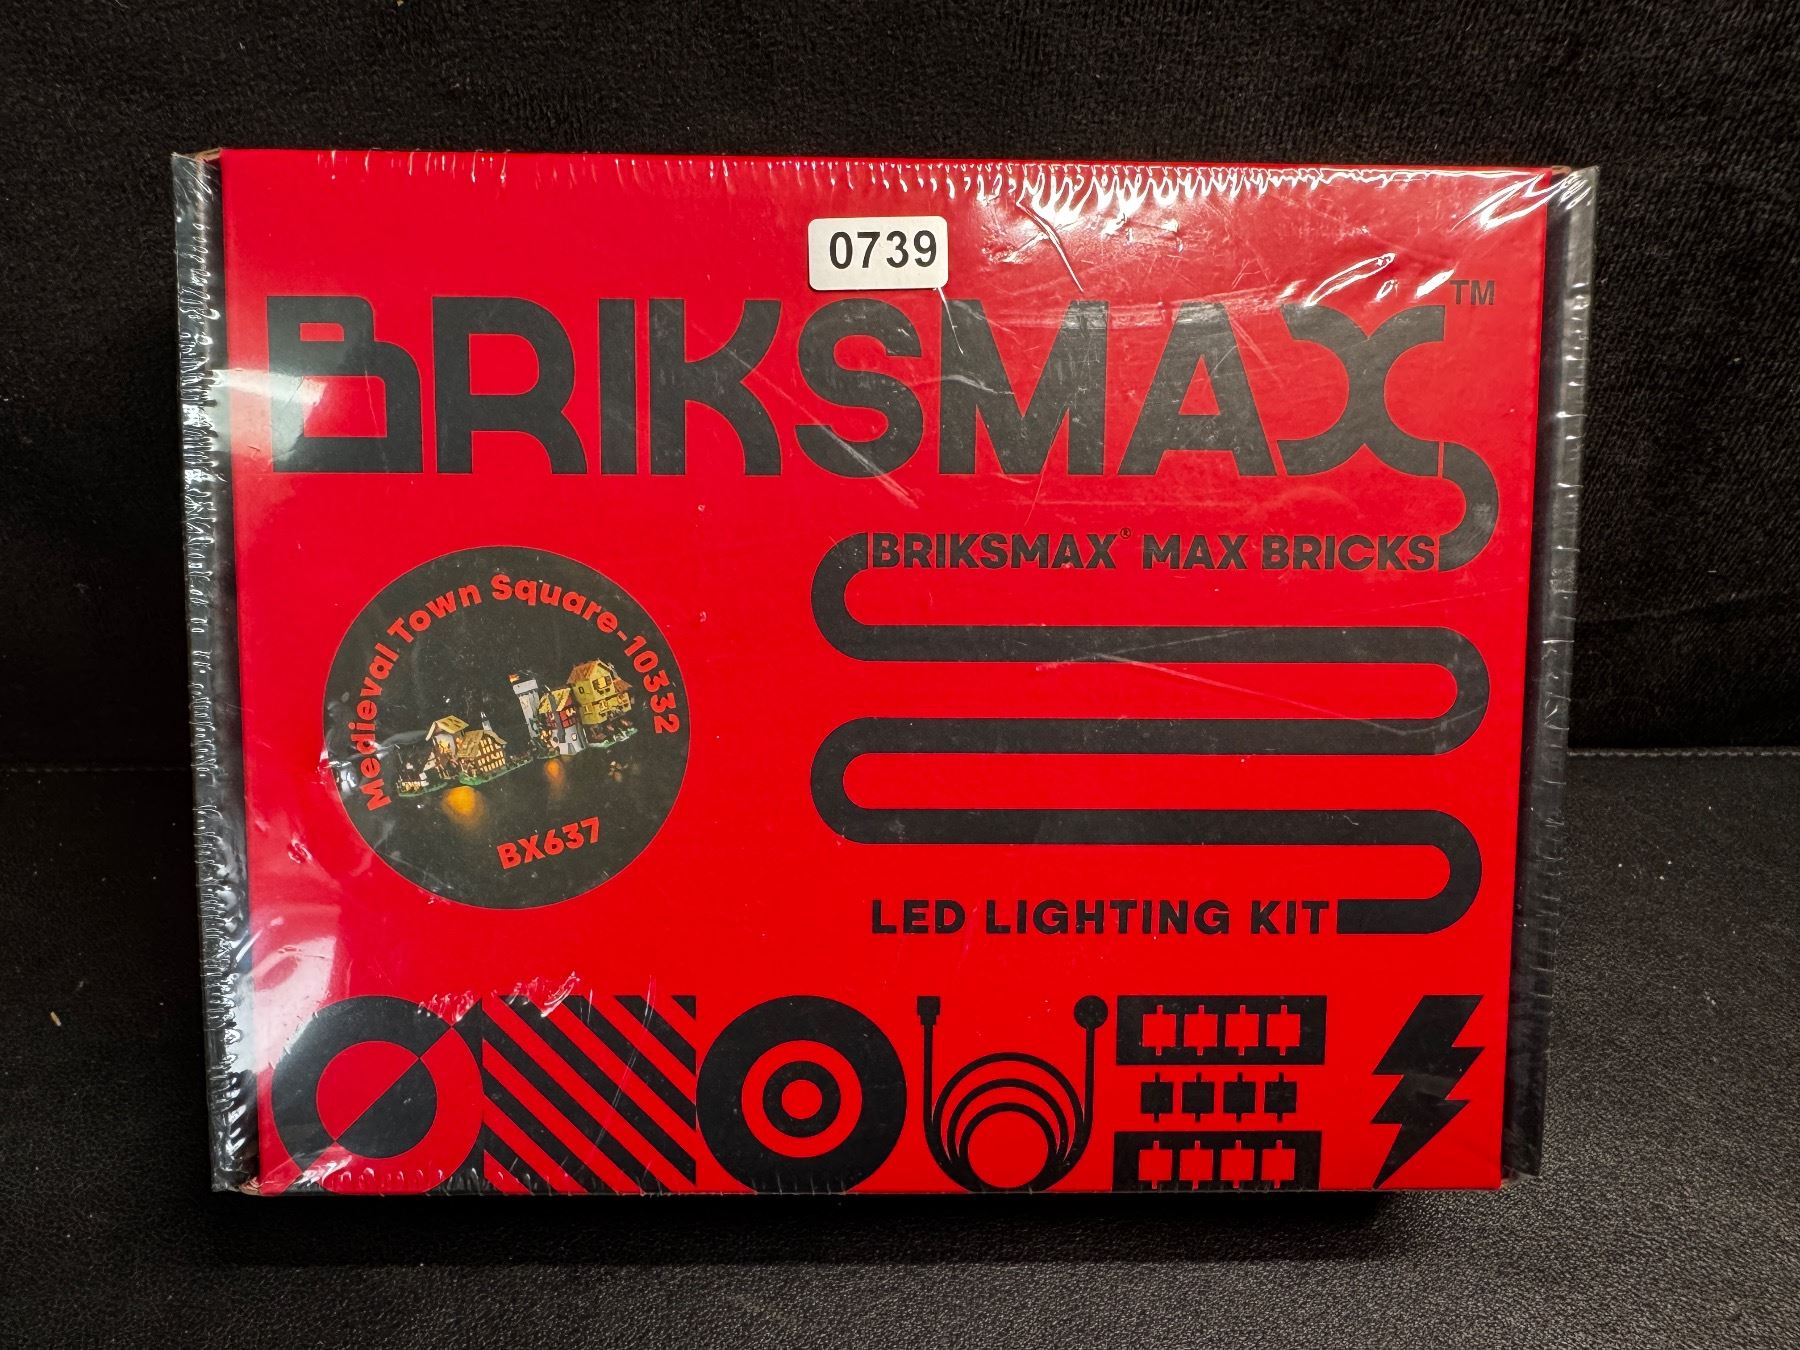 0739
BRIKSMAX™
BRIKSMAX® MAX BRICKS
Medieval Town Square-10332
BX637
LED LIGHTING KIT